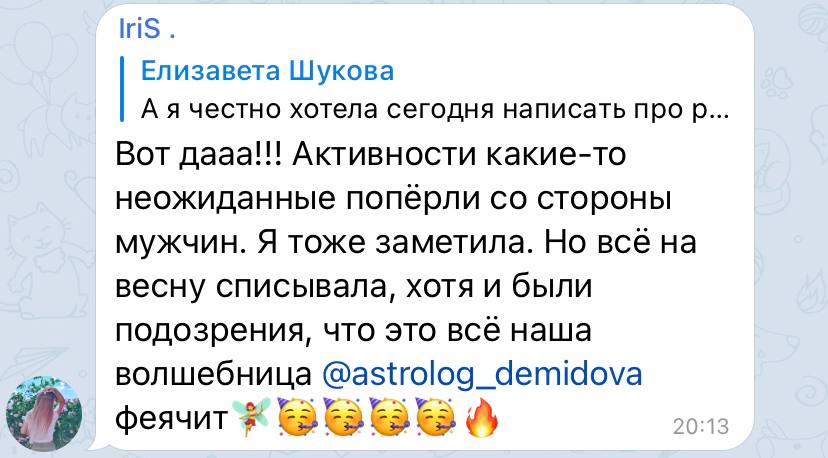 IriS .
Елизавета Шукова
А я честно хотела сегодня написать про р...
Вот дааа!!! Активности какие-то
неожиданные попёрли со стороны
мужчин. Я тоже заметила. Но всё на
весну списывала, хотя и были
подозрения, что это всё наша
волшебница @astrolog_demidova
феячит🧚‍♀️🥳🥳🥳🥳🔥
20:13